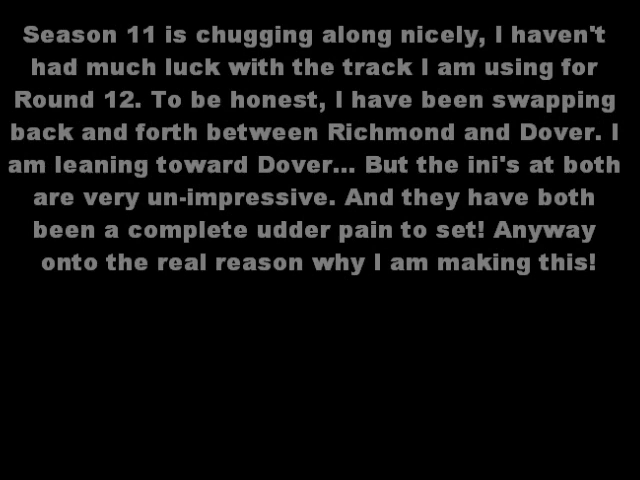 Season 11 is chugging along nicely, I haven't
had much luck with the track I am using for
Round 12. To be honest, I have been swapping
back and forth between Richmond and Dover. I
am leaning toward Dover... But the ini's at both
are very un-impressive. And they have both
been a complete udder pain to set! Anyway
onto the real reason why I am making this!